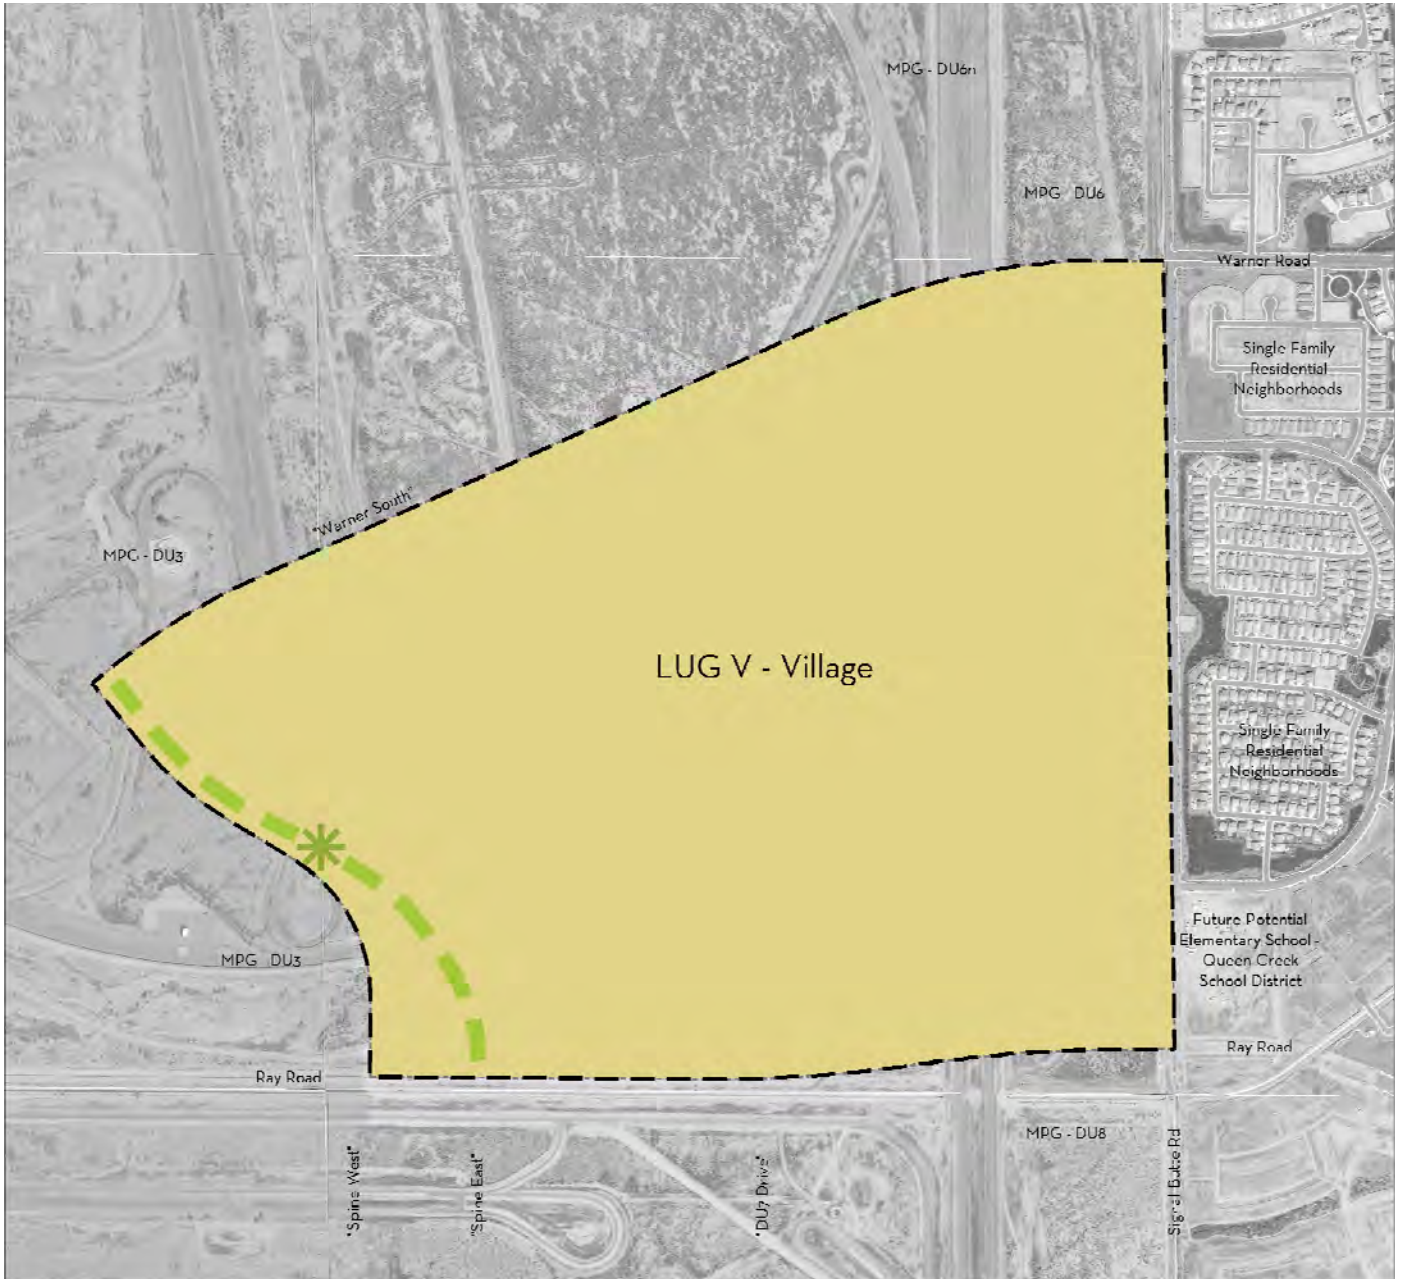 MPG - DU6n
MPG - DU6
Warner Road
Single Family
Residential
Neighborhoods
"Warner South"
MPG - DU3
LUG V - Village
Single Family
Residential
Neighborhoods
Future Potential
Elementary School -
Queen Creek
School District
MPG - DU3
Ray Road
Ray Road
MPG - DU8
"Spine West"
"Spine East"
"DU7 Drive"
Signal Butte Rd